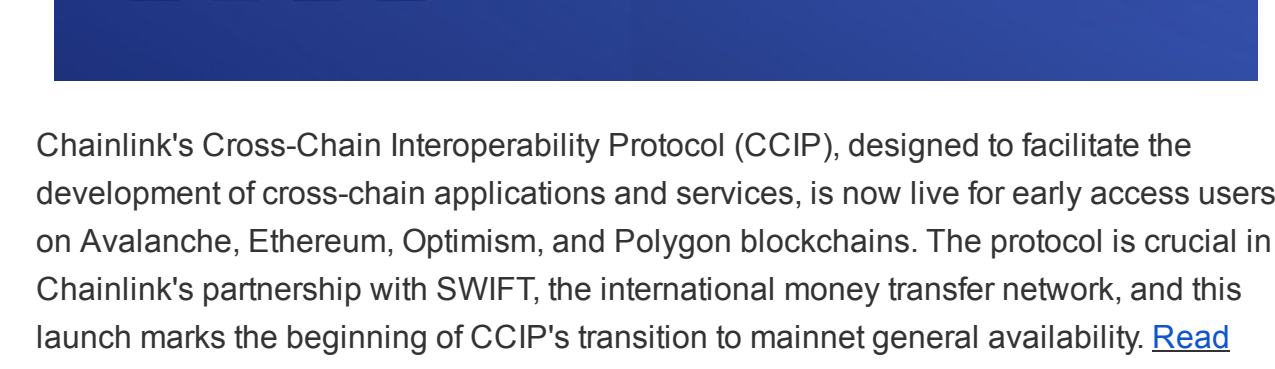 Chainlink's Cross-Chain Interoperability Protocol (CCIP), designed to facilitate the
development of cross-chain applications and services, is now live for early access users
on Avalanche, Ethereum, Optimism, and Polygon blockchains. The protocol is crucial in
Chainlink's partnership with SWIFT, the international money transfer network, and this
launch marks the beginning of CCIP's transition to mainnet general availability. Read